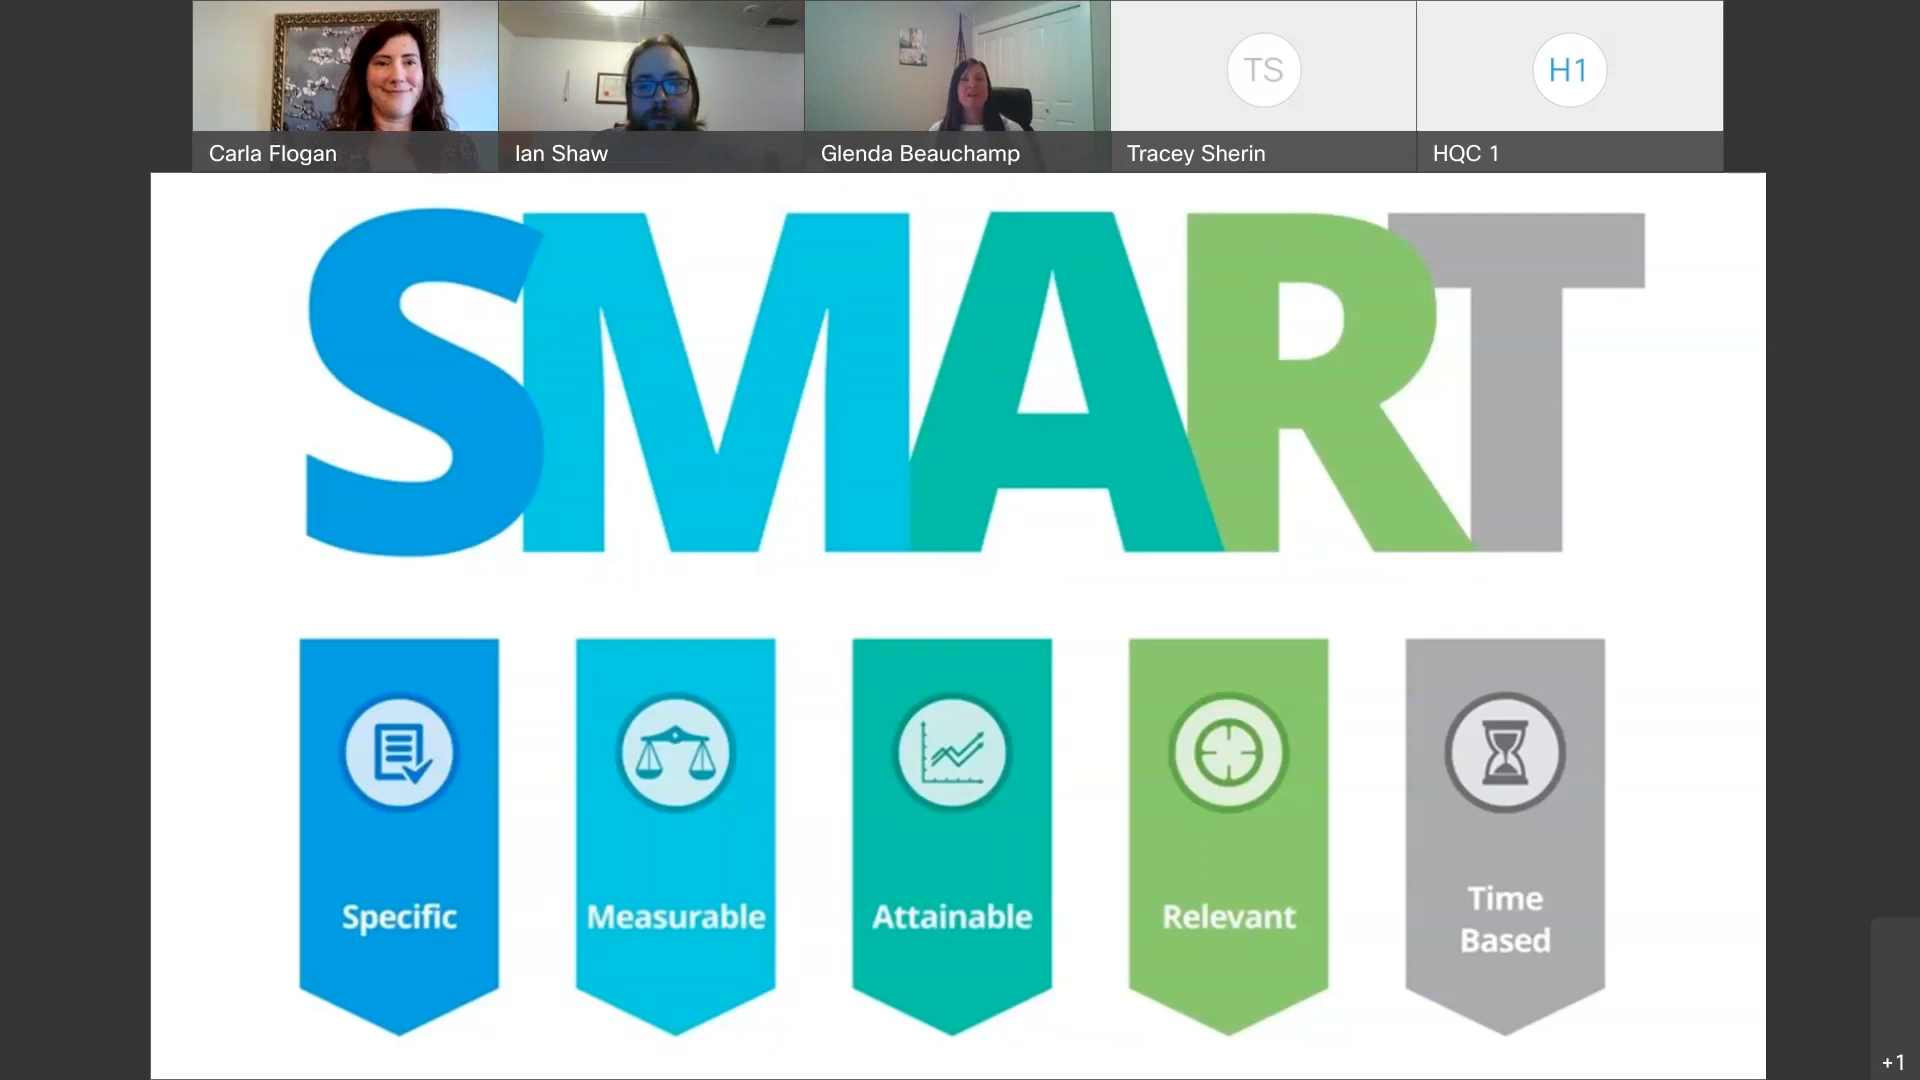 TS
H1
Carla Flogan
Ian Shaw
Glenda Beauchamp
Tracey Sherin
HQC 1
SMART
Specific
Measurable
Attainable
Relevant
Time
Based
+1